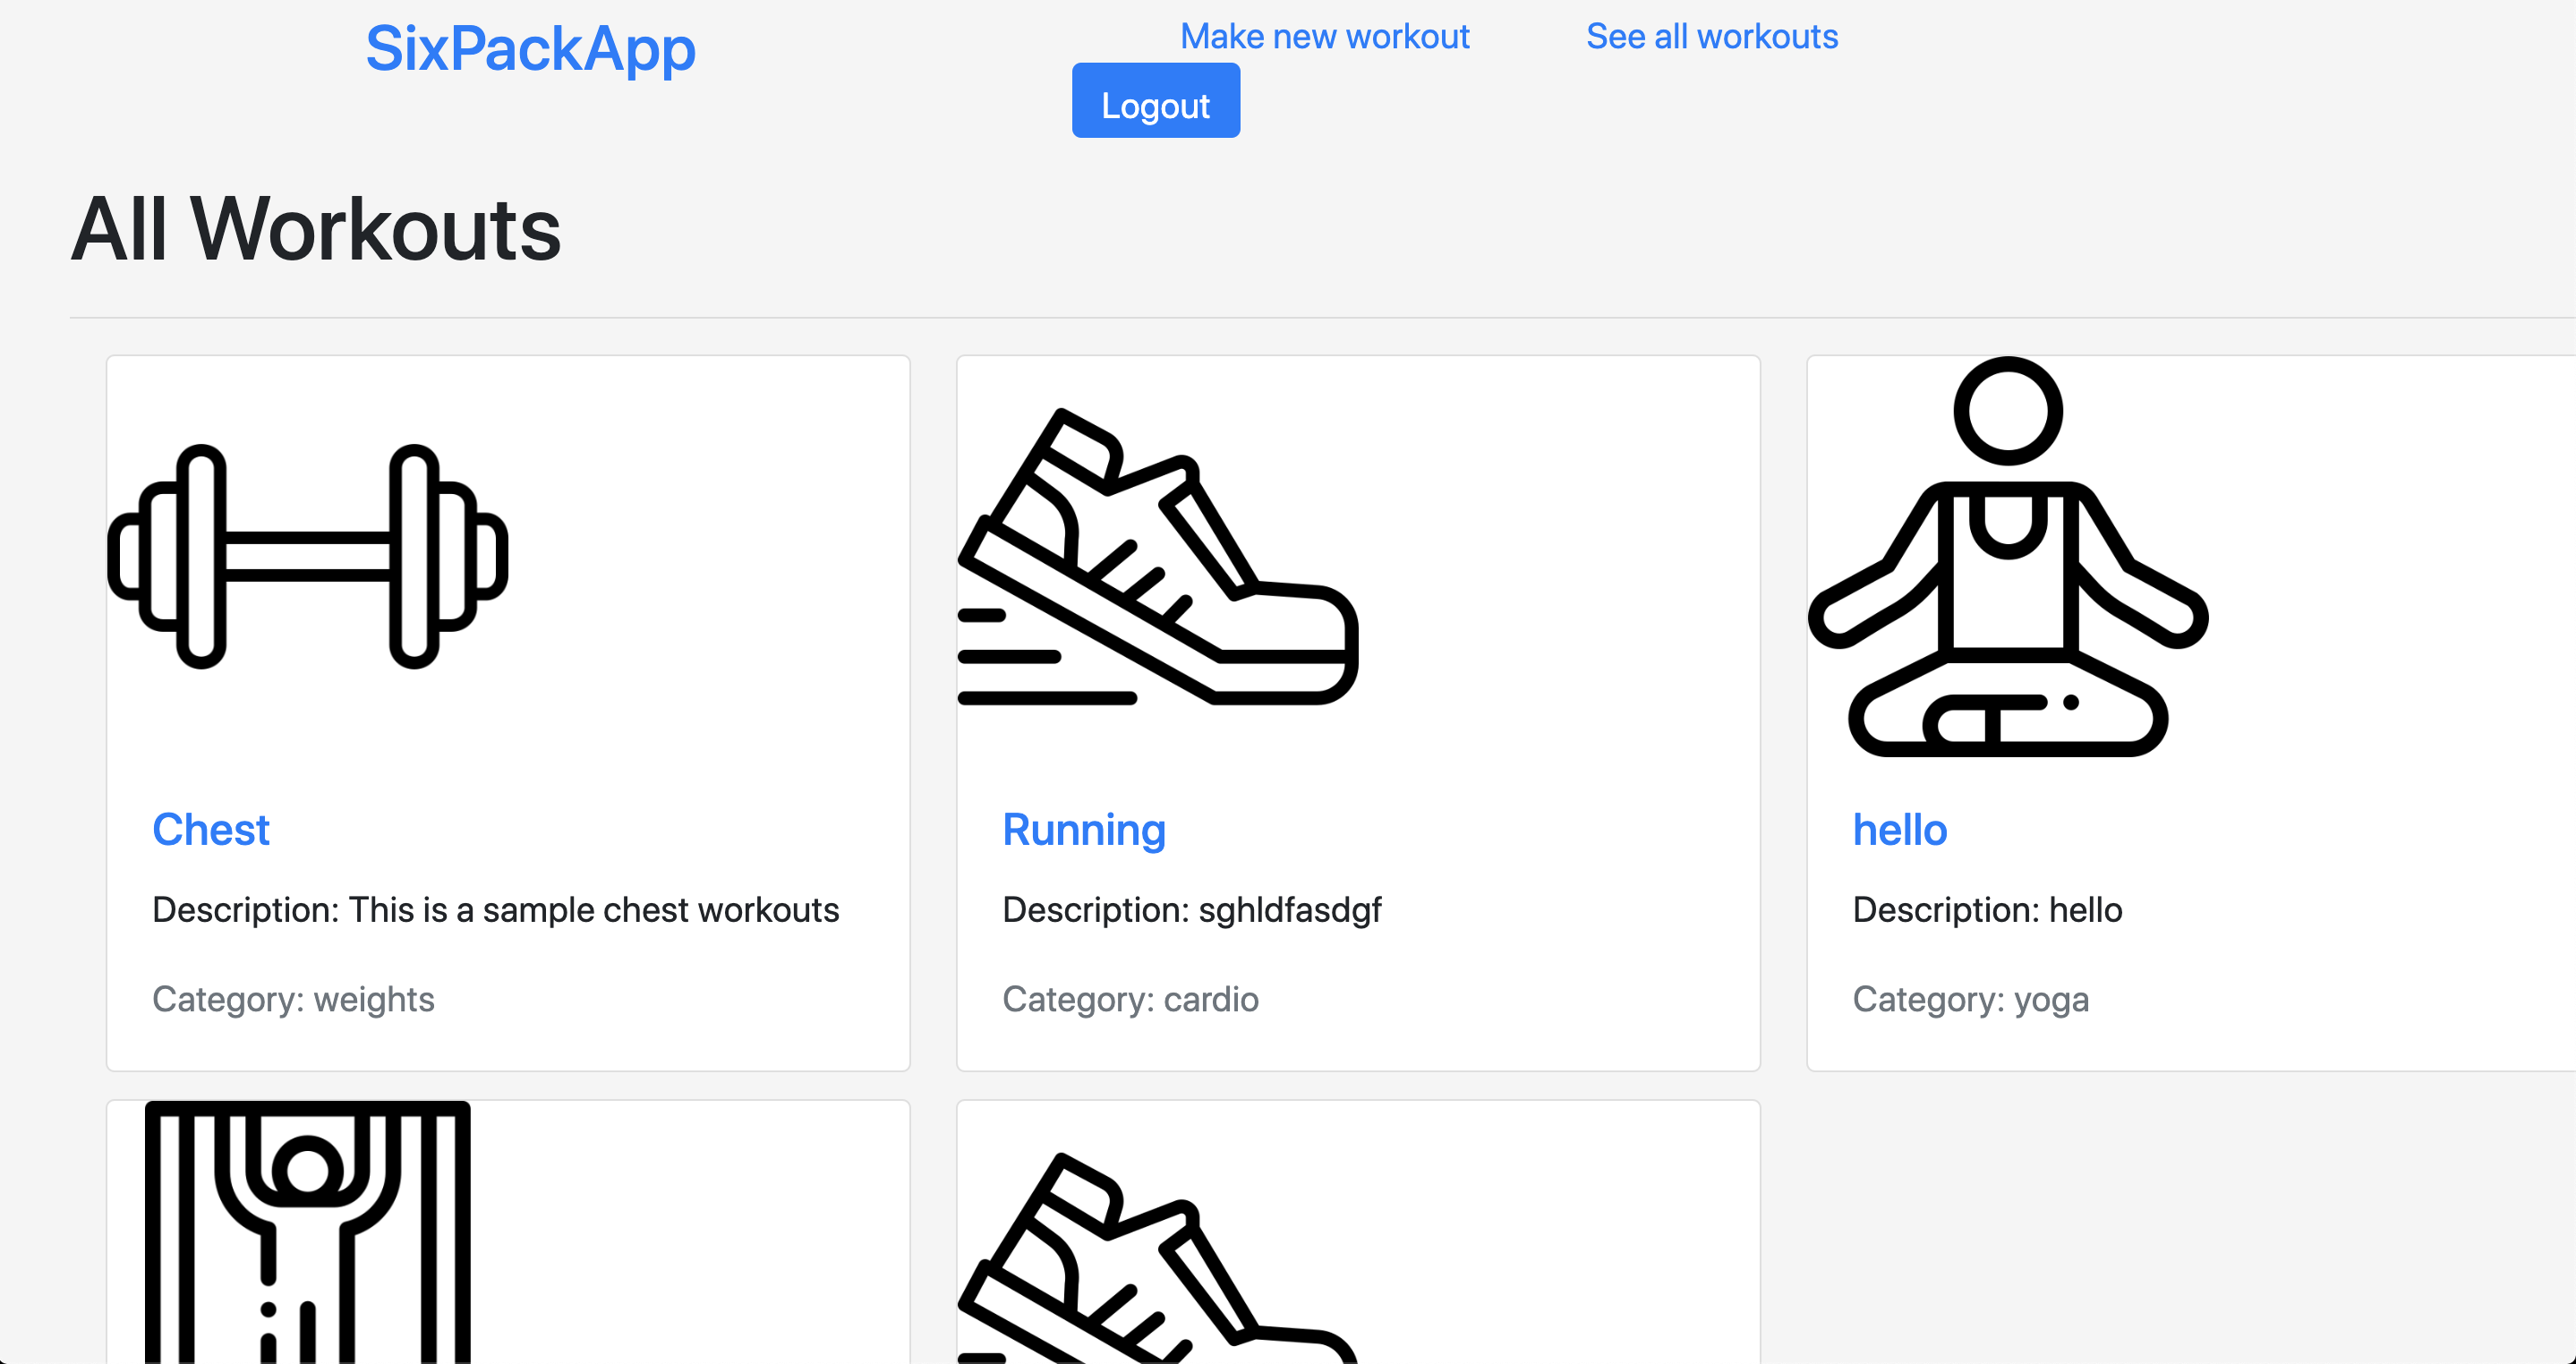 SixPackApp
Make new workout
See all workouts
Logout
All Workouts
Chest
Description: This is a sample chest workouts
Category: weights
Running
Description: sghldfasdgf
Category: cardio
hello
Description: hello
Category: yoga